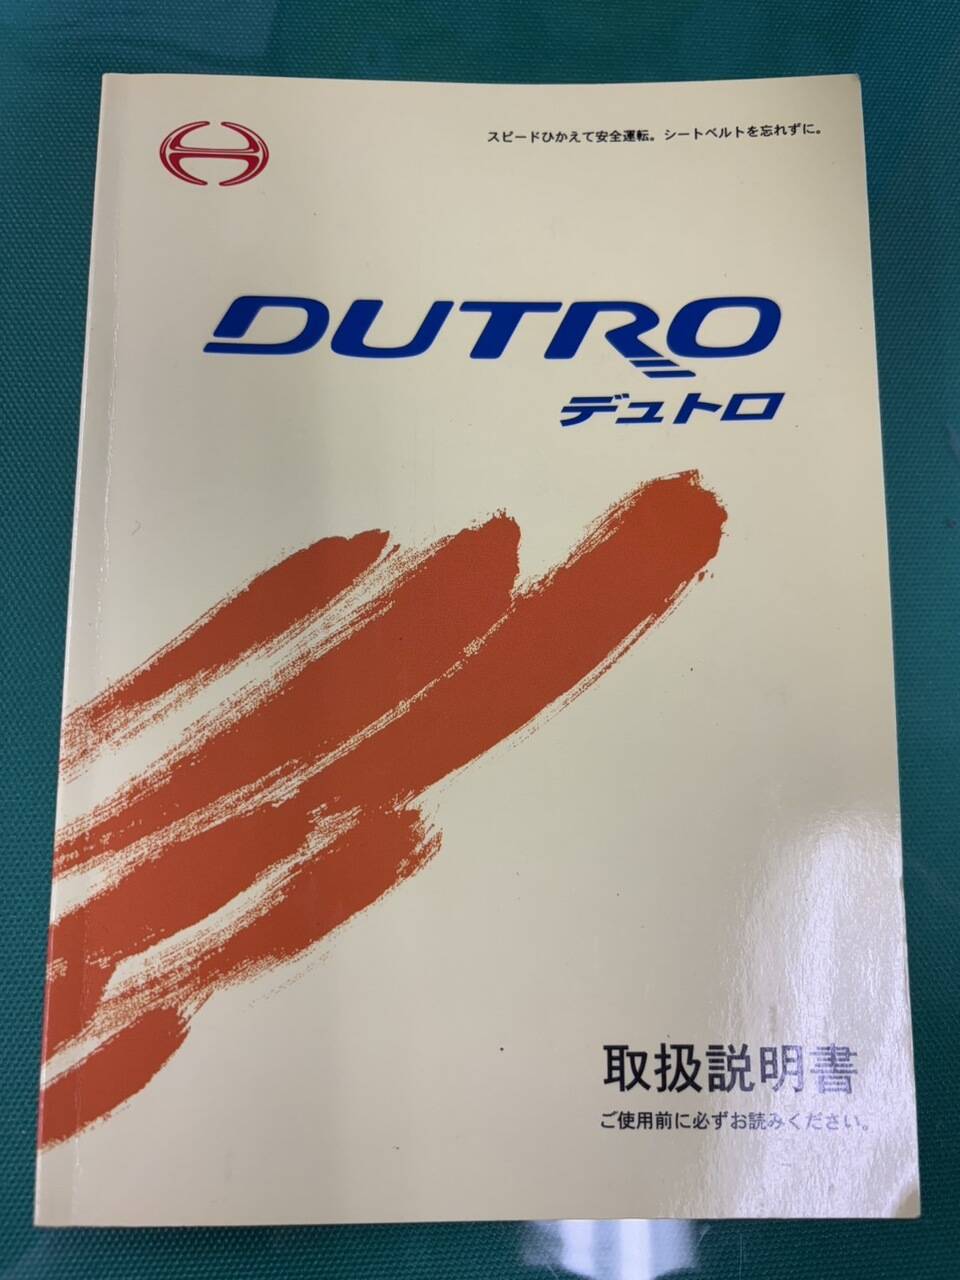 スピードひかえて安全運転。シートベルトを忘れずに。
DUTRO
デュトロ
取扱説明書
ご使用前に必ずお読みください。